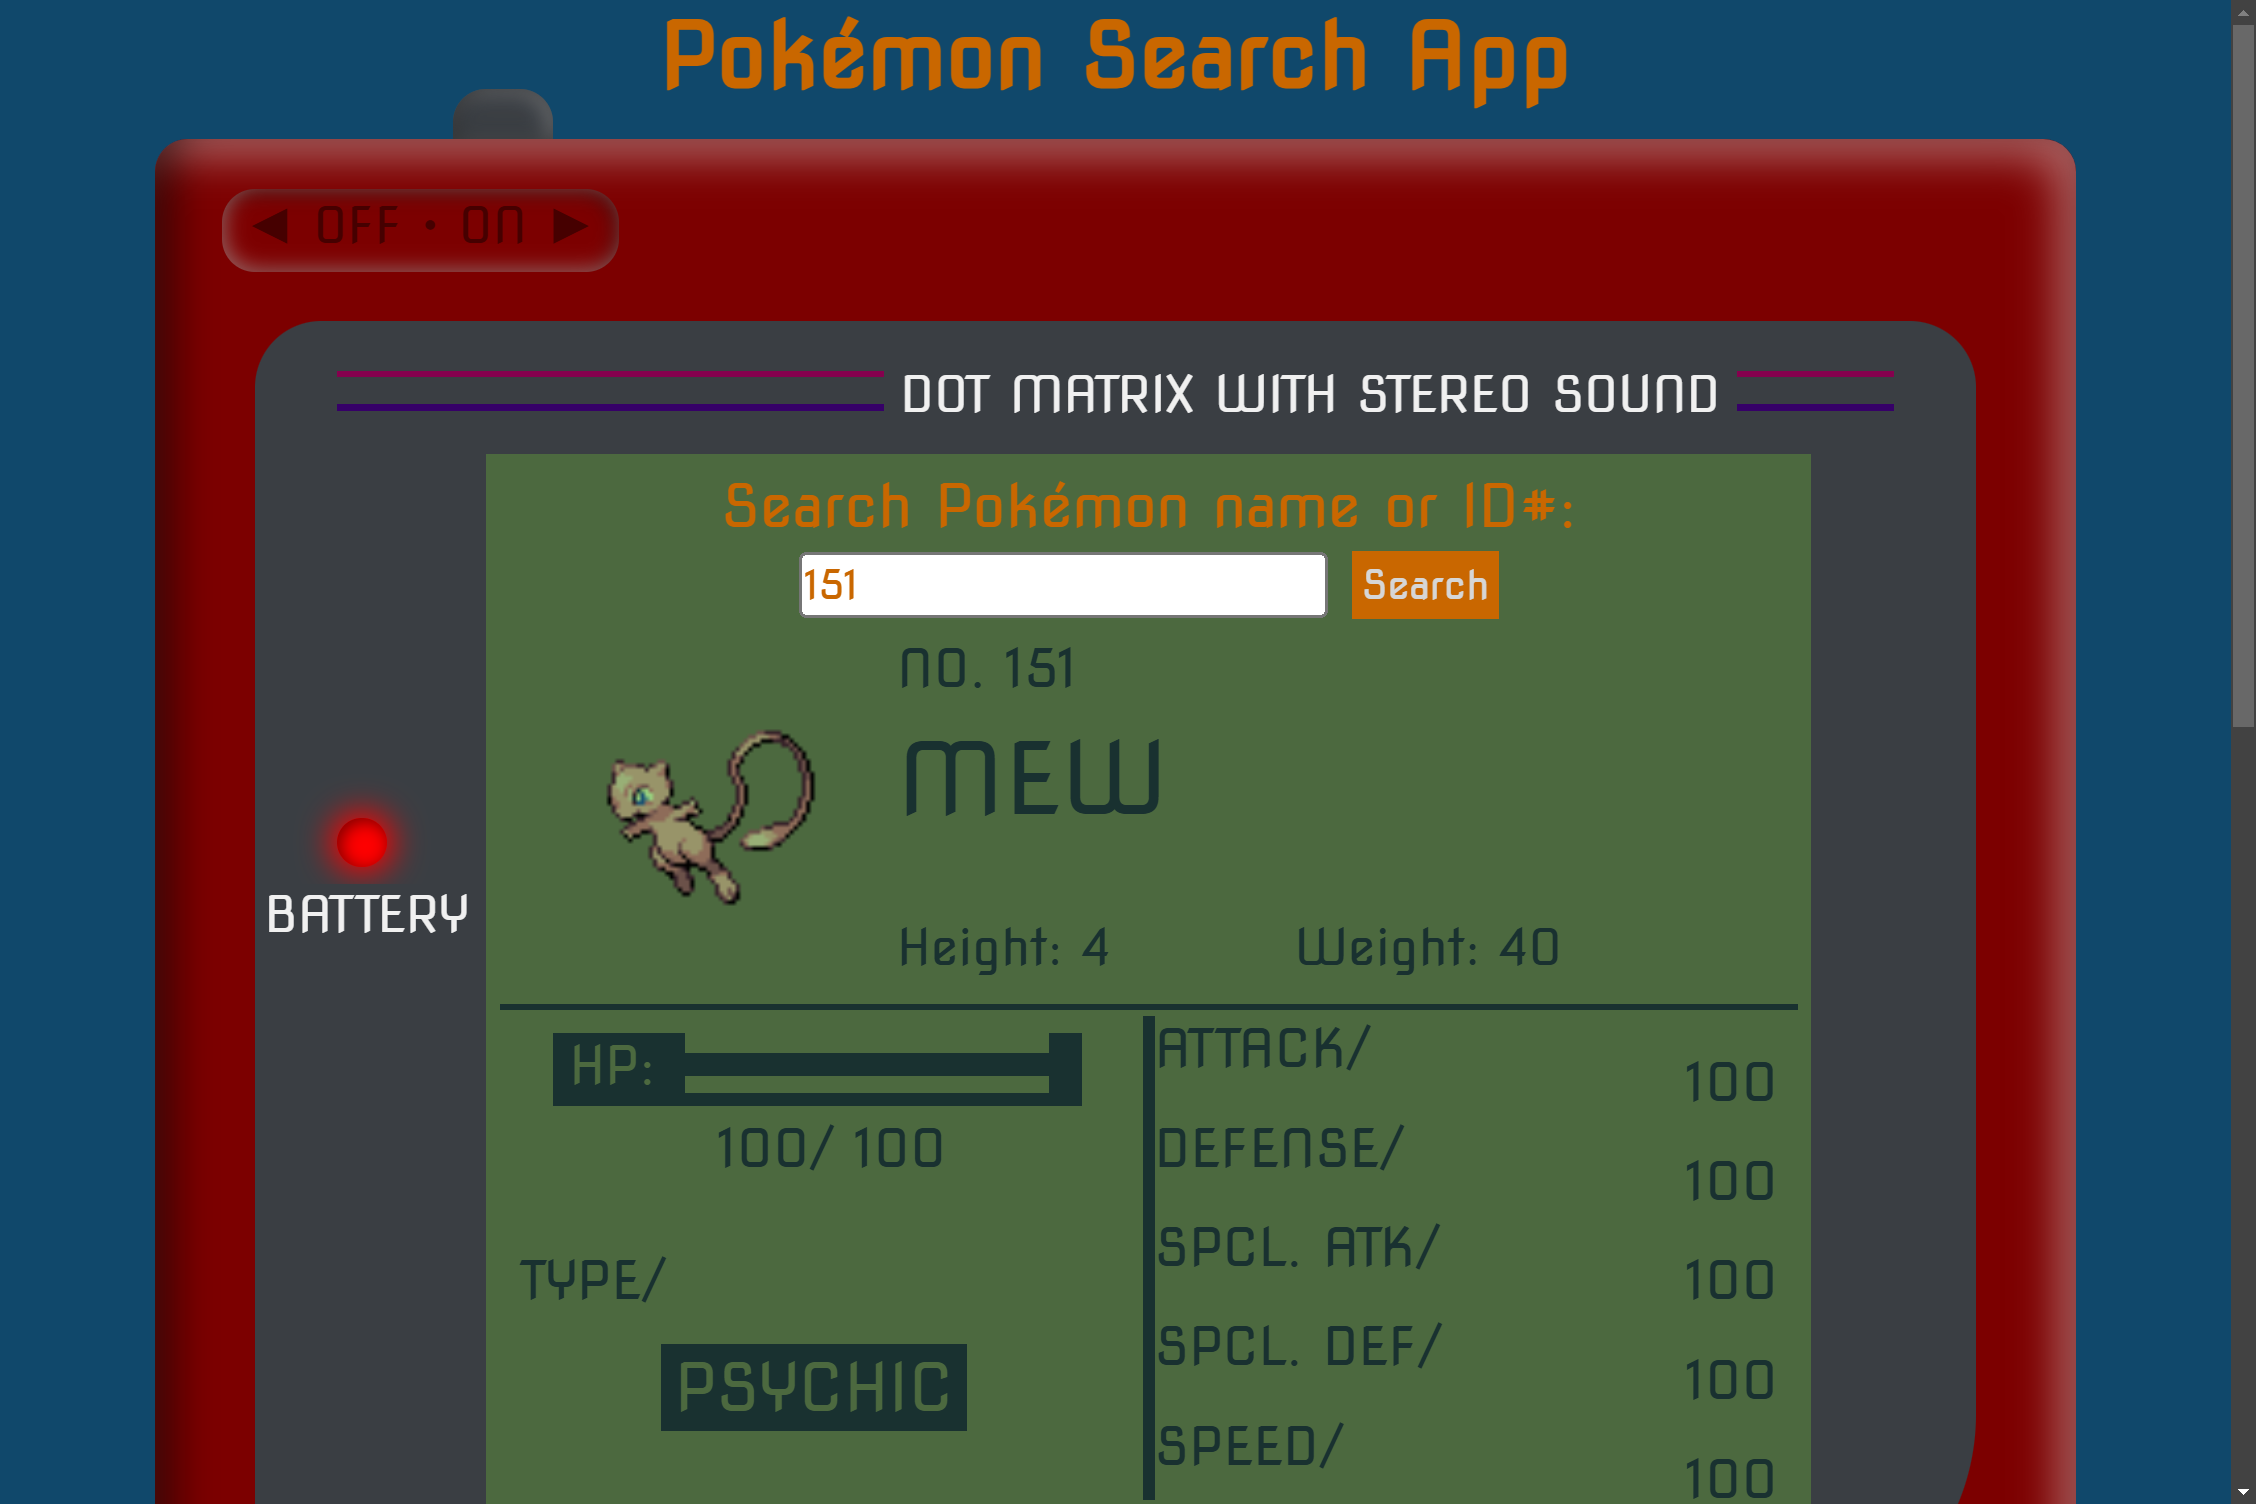 Pokémon Search App
◀ OFF • ON ▶
DOT MATRIX WITH STEREO SOUND
Search Pokémon name or ID#:
151
Search
NO. 151
MEW
BATTERY
Height: 4
Weight: 40
HP:
100/ 100
TYPE/
PSYCHIC
ATTACK/
100
DEFENSE/
100
SPCL. ATK/
100
SPCL. DEF/
100
SPEED/
100